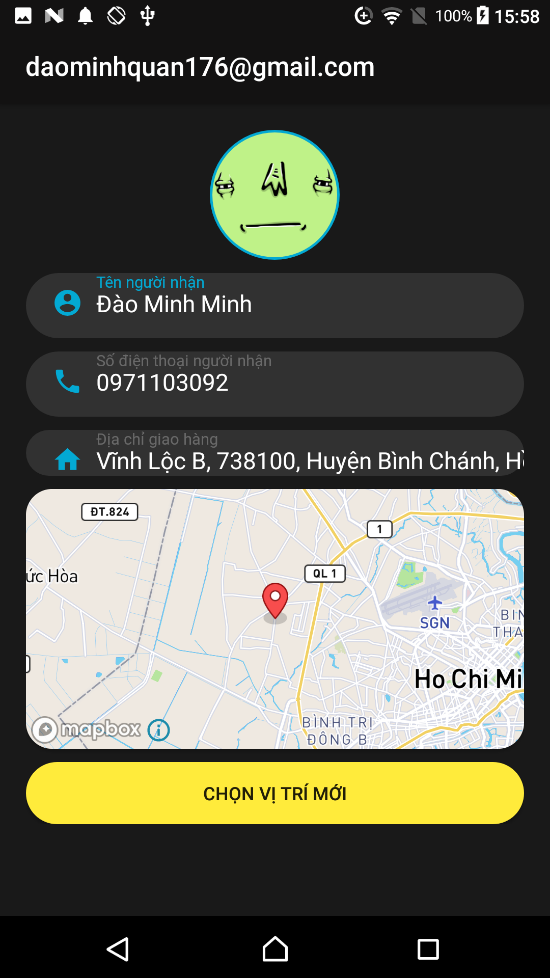 100% 15:58
daominhquan176@gmail.com
Tên người nhận
Đào Minh Minh
Số điện thoại người nhận
0971103092
Địa chỉ giao hàng
Vĩnh Lộc B, 738100, Huyện Bình Chánh, H
ĐT.824
1
QL 1
ức Hòa
SGN
BÌN
THA
Ho Chi Mi
BÌNH TRI
ĐÔNG B
mapbox
CHỌN VỊ TRÍ MỚI